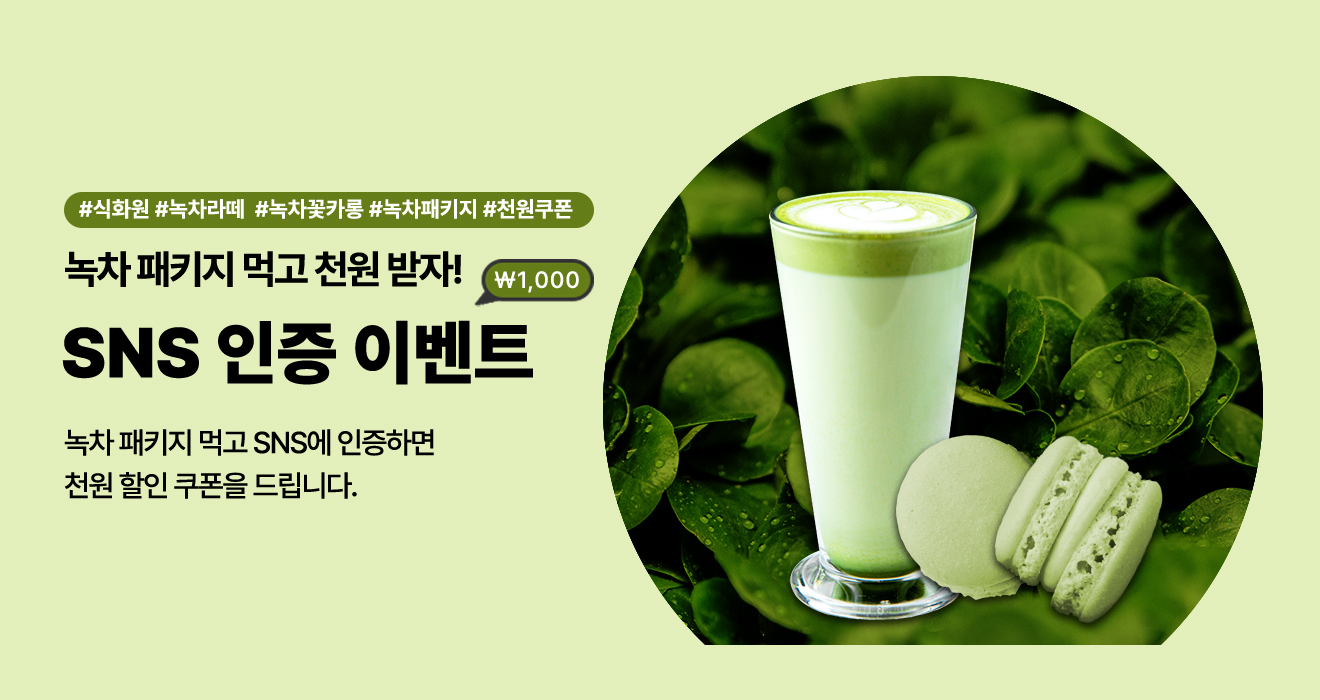 #식화원 #녹차라떼 #녹차꽃카롱 #녹차패키지 #천원쿠폰
녹차 패키지 먹고 천원 받자!
₩1,000
SNS 인증 이벤트
녹차 패키지 먹고 SNS에 인증하면
천원 할인 쿠폰을 드립니다.